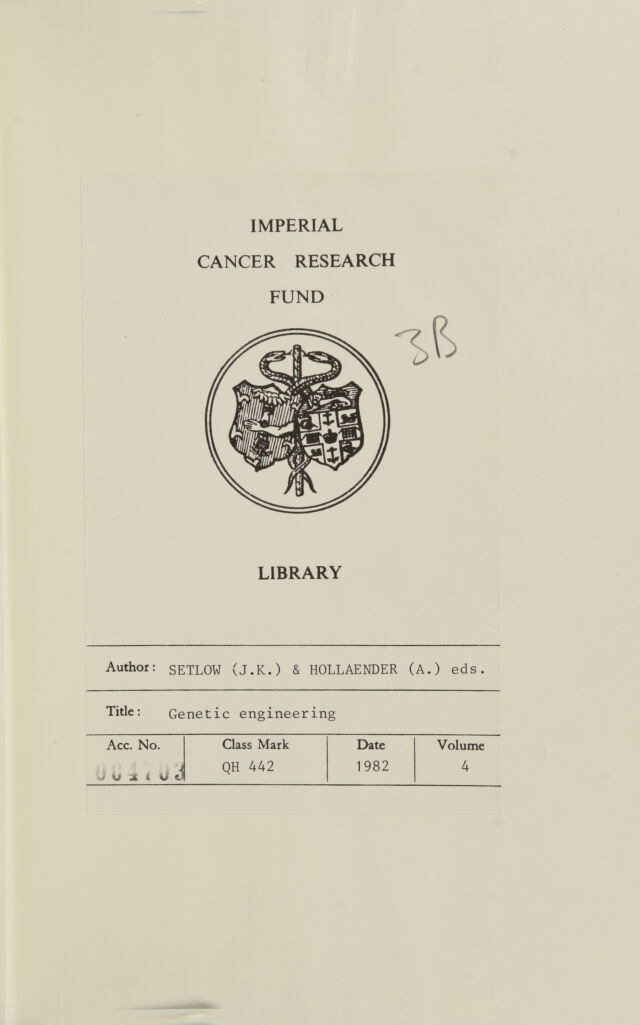 IMPERIAL
CANCER RESEARCH
FUND
3B
LIBRARY
Author: SETLOW (J.K.) & HOLLAENDER (A.) eds.
Title: Genetic engineering
Acc. No. Class Mark Date Volume
004703 QH 442 1982 4